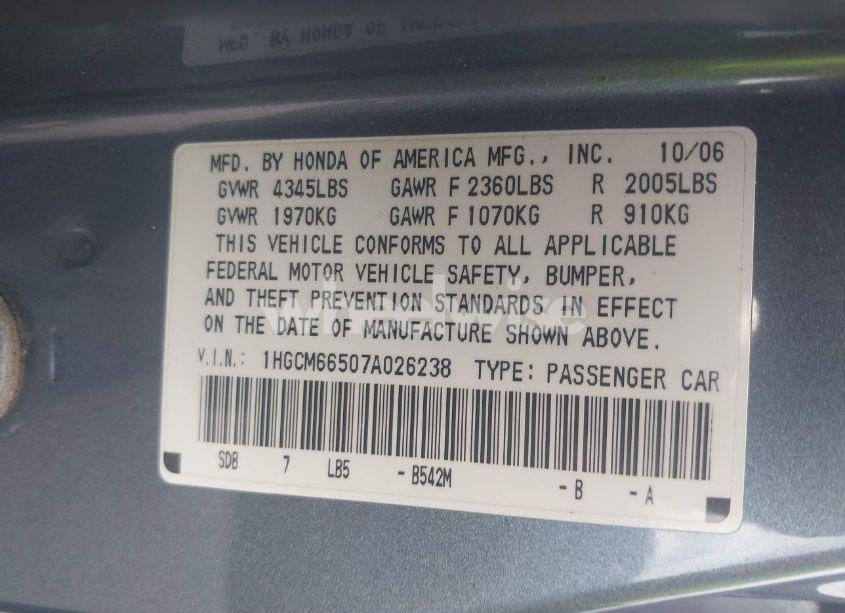 MFD. BY HONDA OF AMERICA MFG., INC. 10/06
GVWR 4345LBS GAWR F 2360LBS R 2005LBS
GVWR 1970KG GAWR F 1070KG R 910KG
THIS VEHICLE CONFORMS TO ALL APPLICABLE
FEDERAL MOTOR VEHICLE SAFETY, BUMPER,
AND THEFT PREVENTION STANDARDS IN EFFECT
ON THE DATE OF MANUFACTURE SHOWN ABOVE.
V.I.N.: 1HGCM66507A026238 TYPE: PASSENGER CAR
SDB 7 LB5 - B542M - B - A
wheelwise